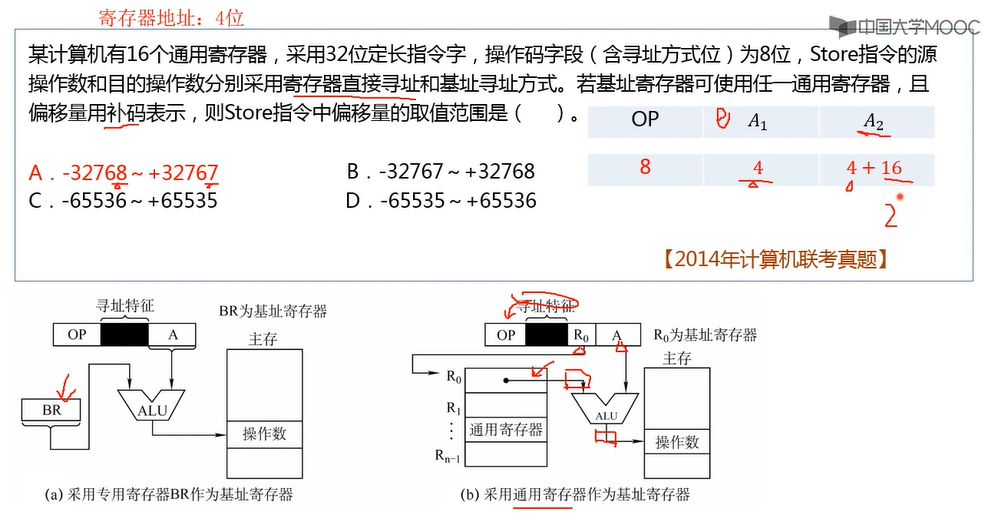 寄存器地址：4位
中国大学MOOC
某计算机有16个通用寄存器，采用32位定长指令字，操作码字段（含寻址方式位）为8位，Store指令的源
操作数和目的操作数分别采用寄存器直接寻址和基址寻址方式。若基址寄存器可使用任一通用寄存器，且
偏移量用补码表示，则Store指令中偏移量的取值范围是（ ）。
OP A₁ A₂
8 4 4 + 16
2
A．-32768～+32767 B．-32767～+32768
C．-65536～+65535 D．-65535～+65536
【2014年计算机联考真题】
寻址特征 BR为基址寄存器
OP A
主存
BR
ALU
操作数
(a) 采用专用寄存器BR作为基址寄存器
寻址特征
OP R₀ A R₀为基址寄存器
主存
R₀
R₁
ALU
⋮ 通用寄存器
操作数
Rₙ₋₁
(b) 采用通用寄存器作为基址寄存器